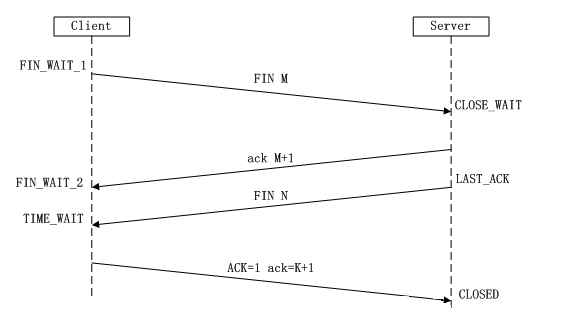 Client
Server
FIN_WAIT_1
FIN M
CLOSE_WAIT
ack M+1
FIN_WAIT_2
LAST_ACK
FIN N
TIME_WAIT
ACK=1 ack=K+1
CLOSED